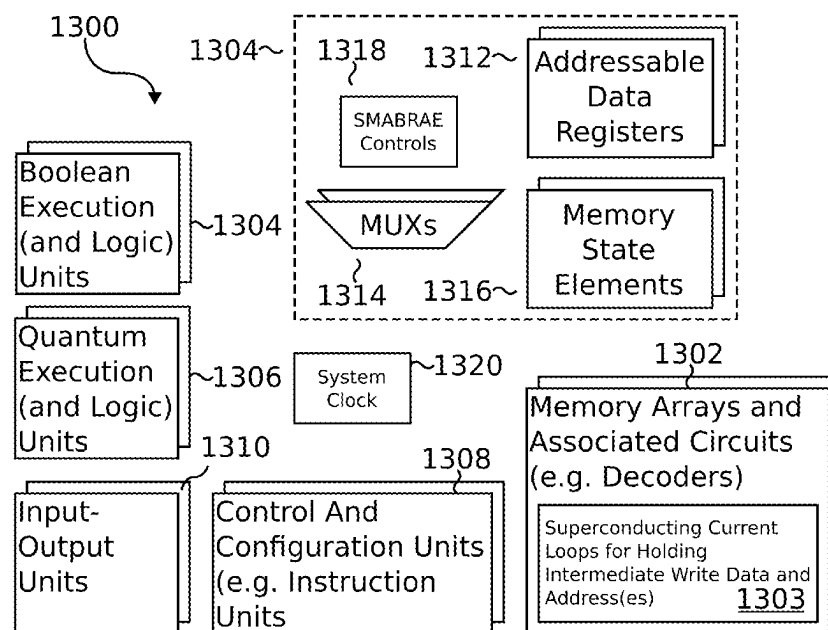 1300
1304
1318
1312
Addressable
Data
Registers
SMABRAE
Controls
Boolean
Execution
(and Logic)
Units
1304
MUXs
1314
1316
Memory
State
Elements
Quantum
Execution
(and Logic)
Units
1306
System
Clock
1320
1302
Memory Arrays and
Associated Circuits
(e.g. Decoders)
Superconducting Current
Loops for Holding
Intermediate Write Data and
Address(es)
1303
1310
Input-
Output
Units
1308
Control And
Configuration Units
(e.g. Instruction
Units